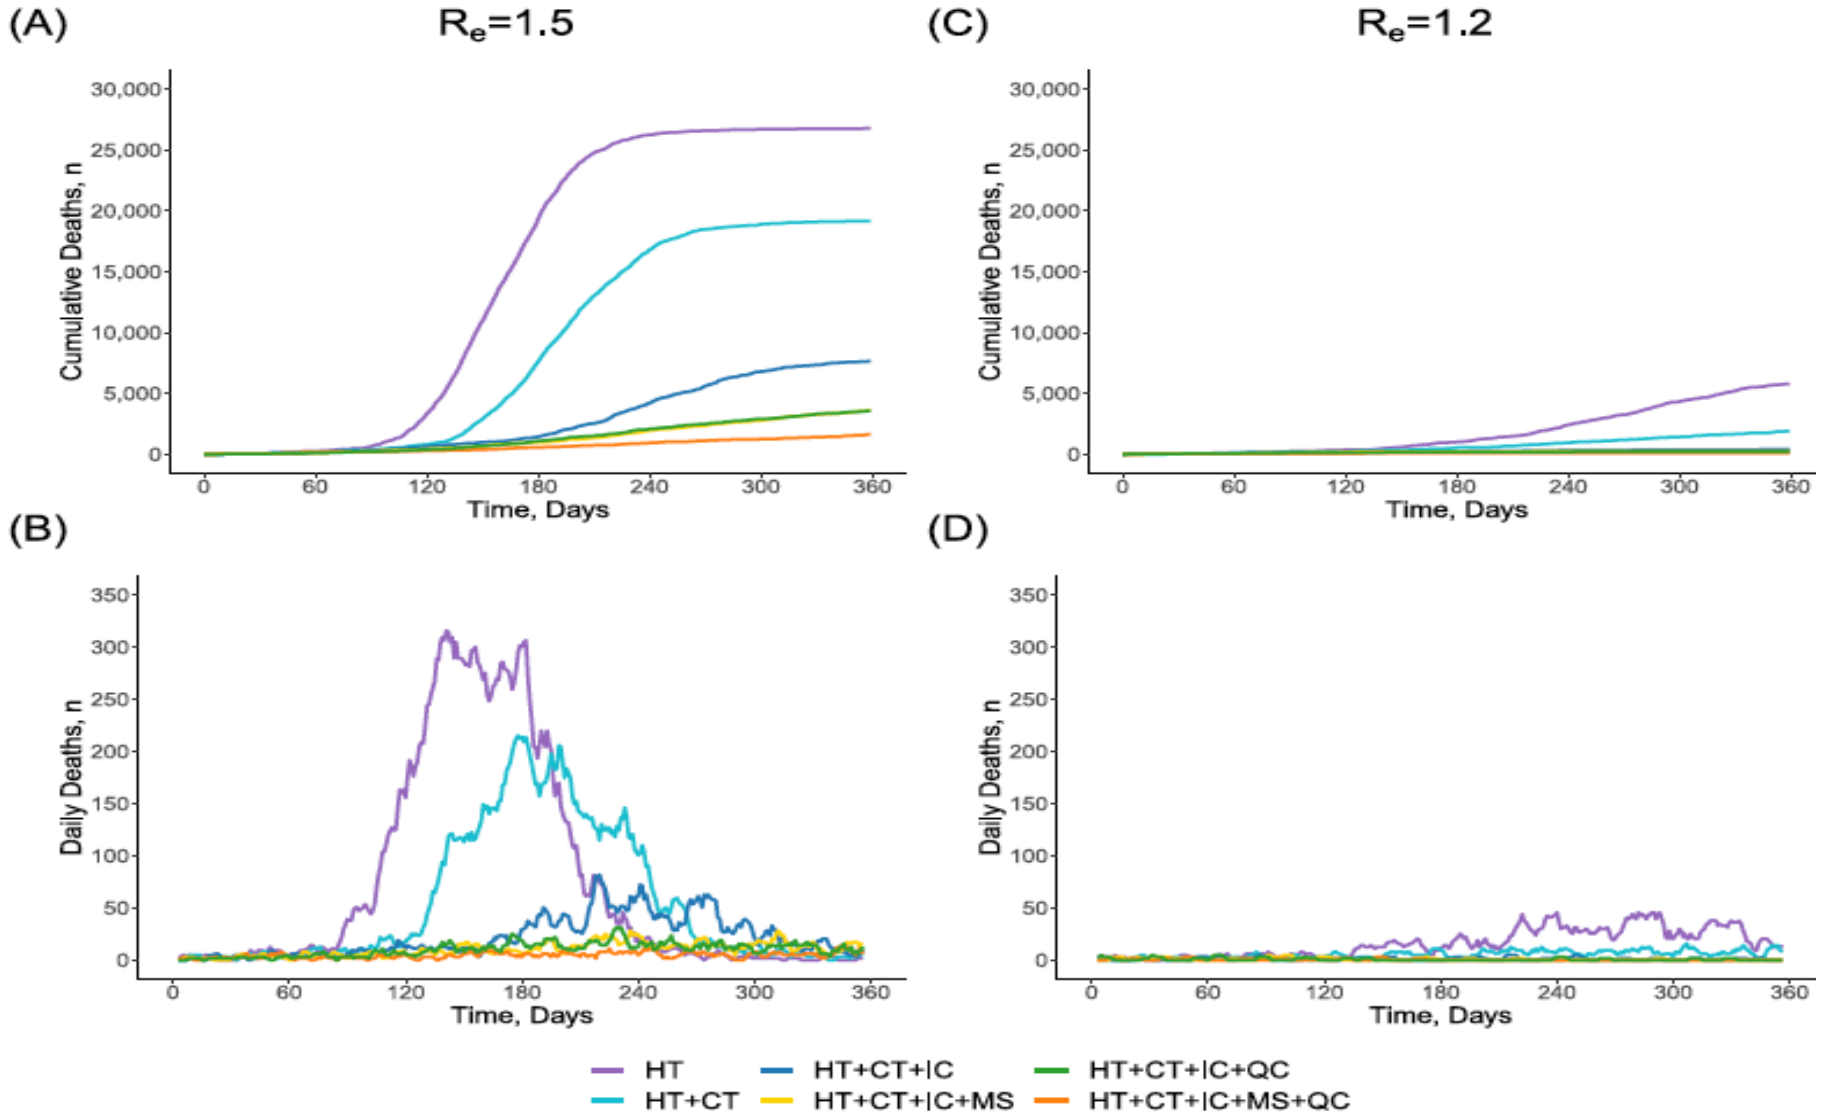 (A) Re=1.5 (C) Re=1.2
30,000
25,000
20,000
15,000
10,000
5,000
0
Cumulative Deaths, n
0 60 120 180 240 300 360
Time, Days
30,000
25,000
20,000
15,000
10,000
5,000
0
Cumulative Deaths, n
0 60 120 180 240 300 360
Time, Days
(B) (D)
350
300
250
200
150
100
50
0
Daily Deaths, n
0 60 120 180 240 300 360
Time, Days
350
300
250
200
150
100
50
0
Daily Deaths, n
0 60 120 180 240 300 360
Time, Days
HT HT+CT+IC HT+CT+IC+QC
HT+CT HT+CT+IC+MS HT+CT+IC+MS+QC